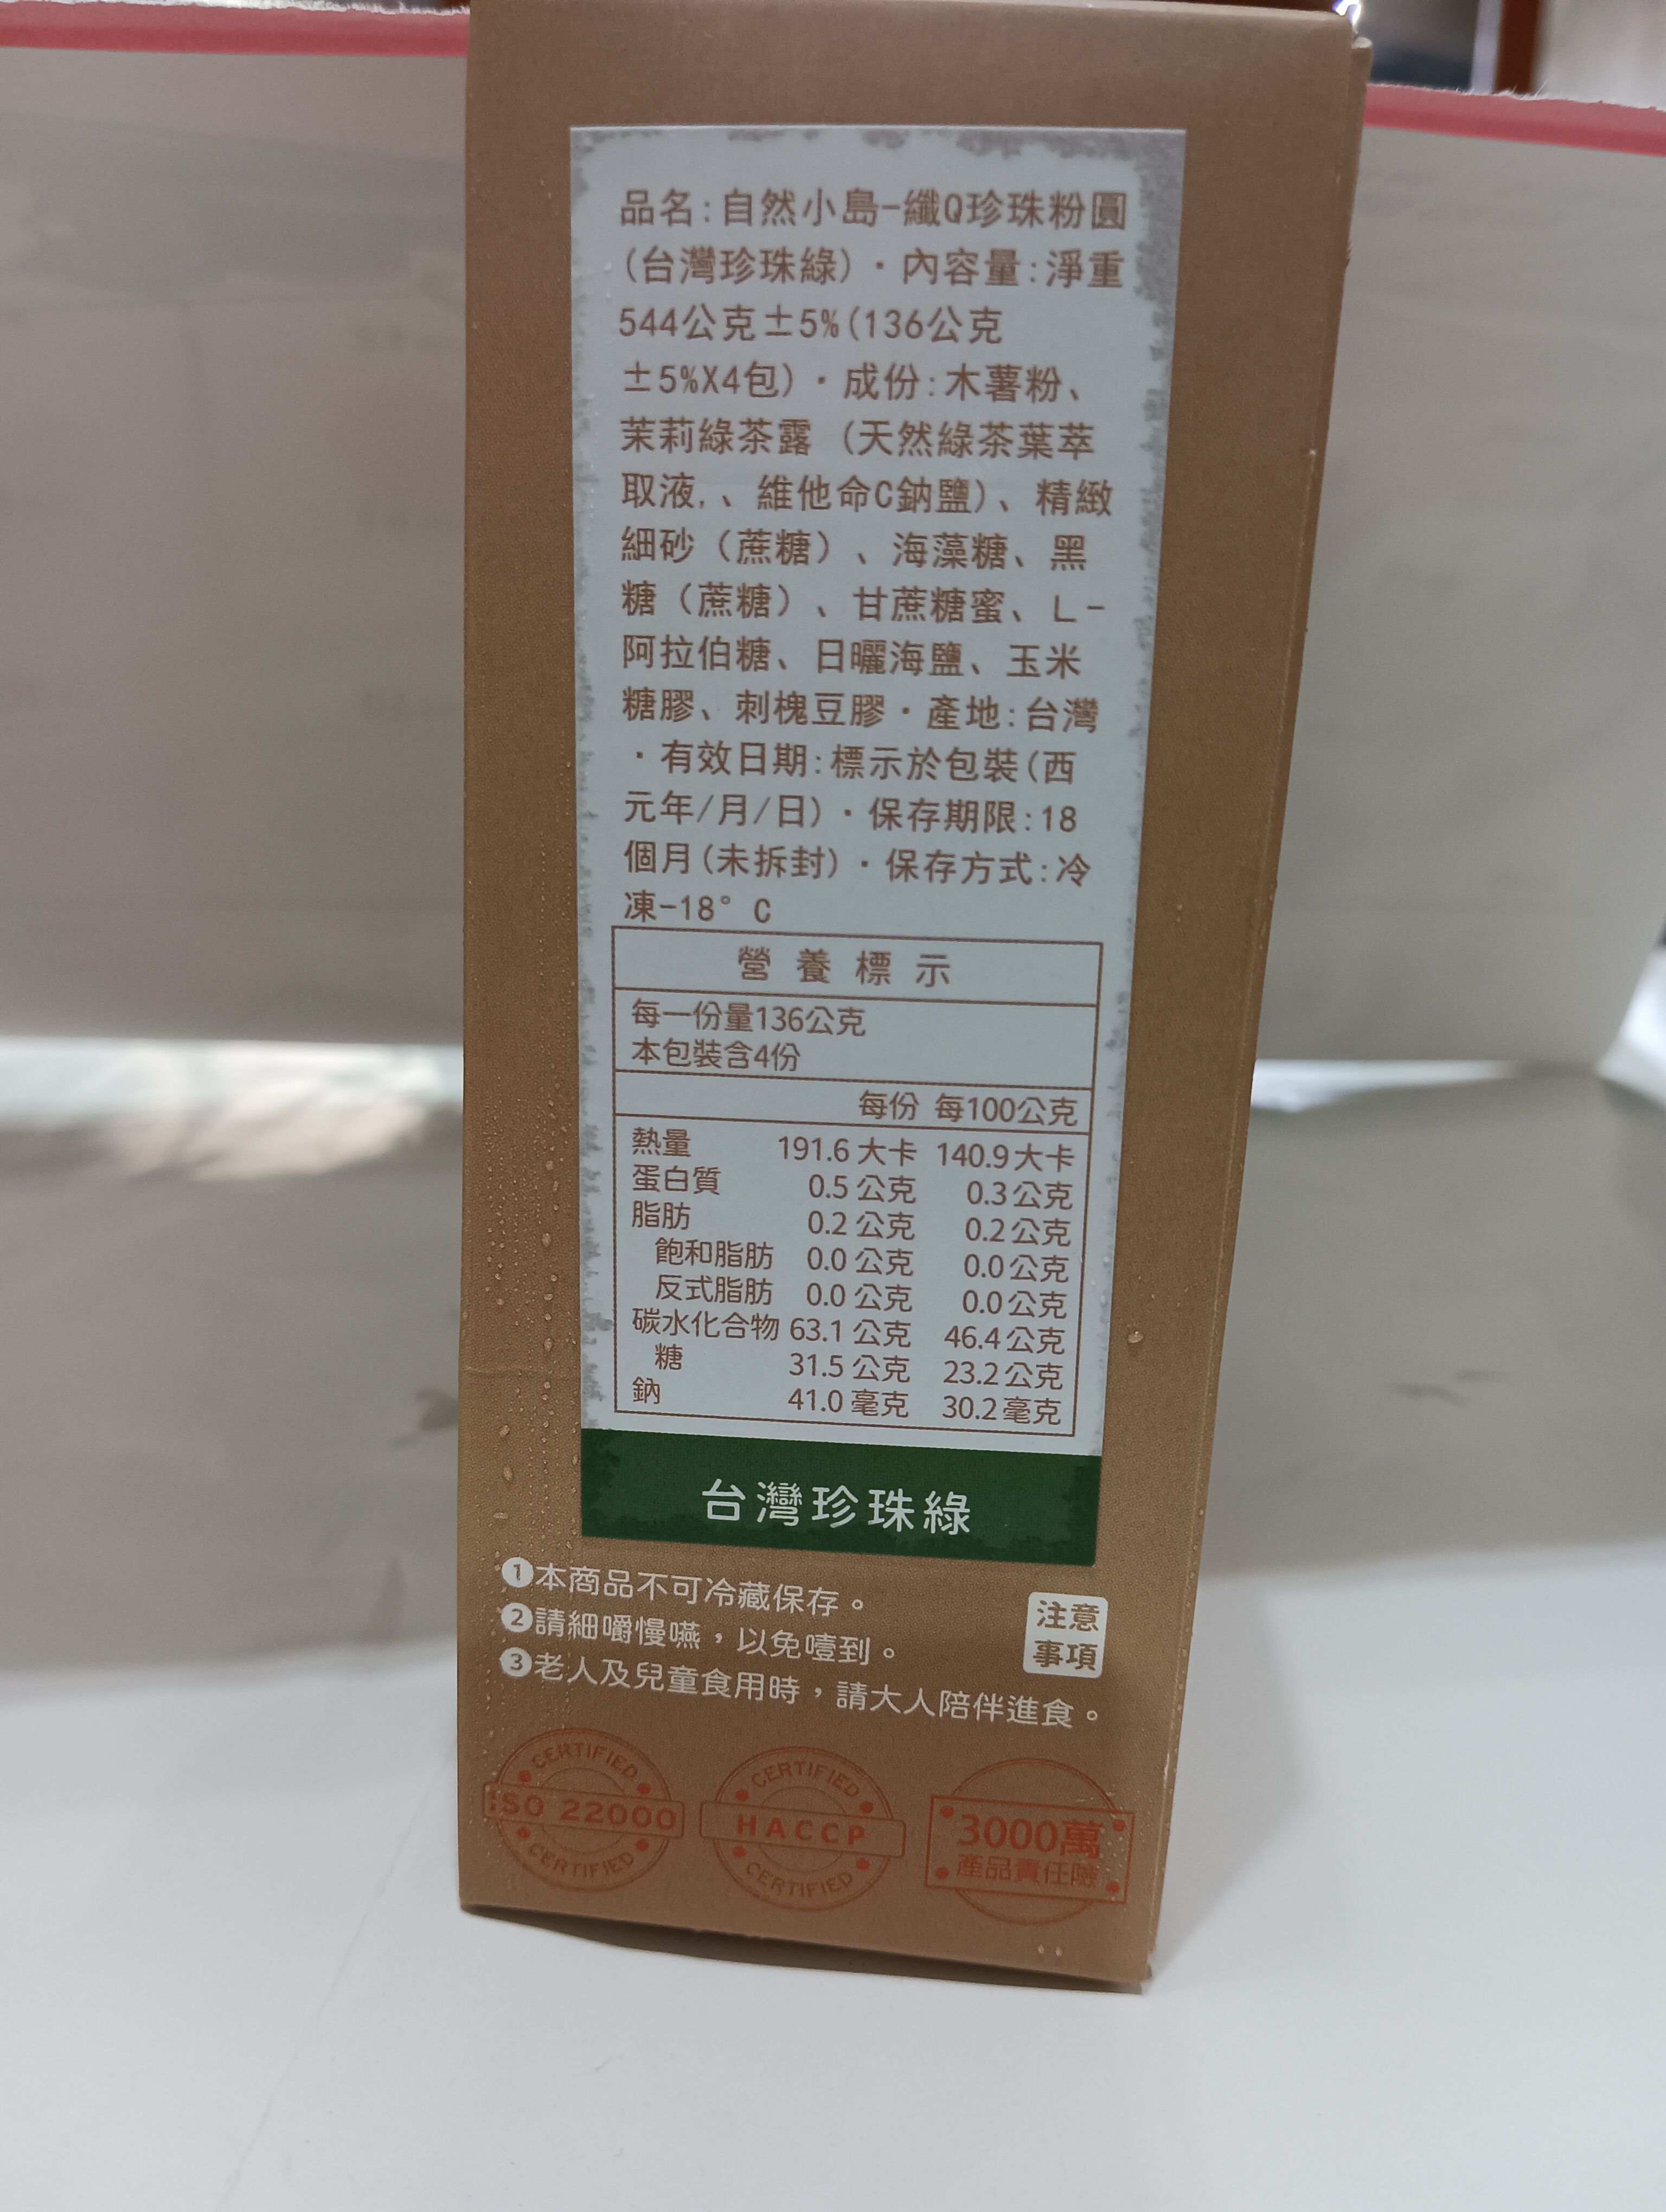 品名:自然小島-纖Q珍珠粉圓
(台灣珍珠綠)·內容量:淨重
544公克±5%(136公克
±5%X4包)·成份:木薯粉、
茉莉綠茶露 (天然綠茶葉萃
取液,、維他命C鈉鹽)、精緻
細砂（蔗糖）、海藻糖、黑
糖（蔗糖）、甘蔗糖蜜、L-
阿拉伯糖、日曬海鹽、玉米
糖膠、刺槐豆膠·產地:台灣
·有效日期:標示於包裝(西
元年/月/日)·保存期限:18
個月(未拆封)·保存方式:冷
凍-18°C
營養標示
每一份量136公克
本包裝含4份
每份 每100公克
熱量 191.6大卡 140.9大卡
蛋白質 0.5公克 0.3公克
脂肪 0.2公克 0.2公克
飽和脂肪 0.0公克 0.0公克
反式脂肪 0.0公克 0.0公克
碳水化合物 63.1公克 46.4公克
糖 31.5公克 23.2公克
鈉 41.0毫克 30.2毫克
台灣珍珠綠
注意
事項
❶本商品不可冷藏保存。
❷請細嚼慢嚥，以免噎到。
❸老人及兒童食用時，請大人陪伴進食。
CERTIFIED
ISO 22000
CERTIFIED
CERTIFIED
HACCP
CERTIFIED
3000萬
產品責任險